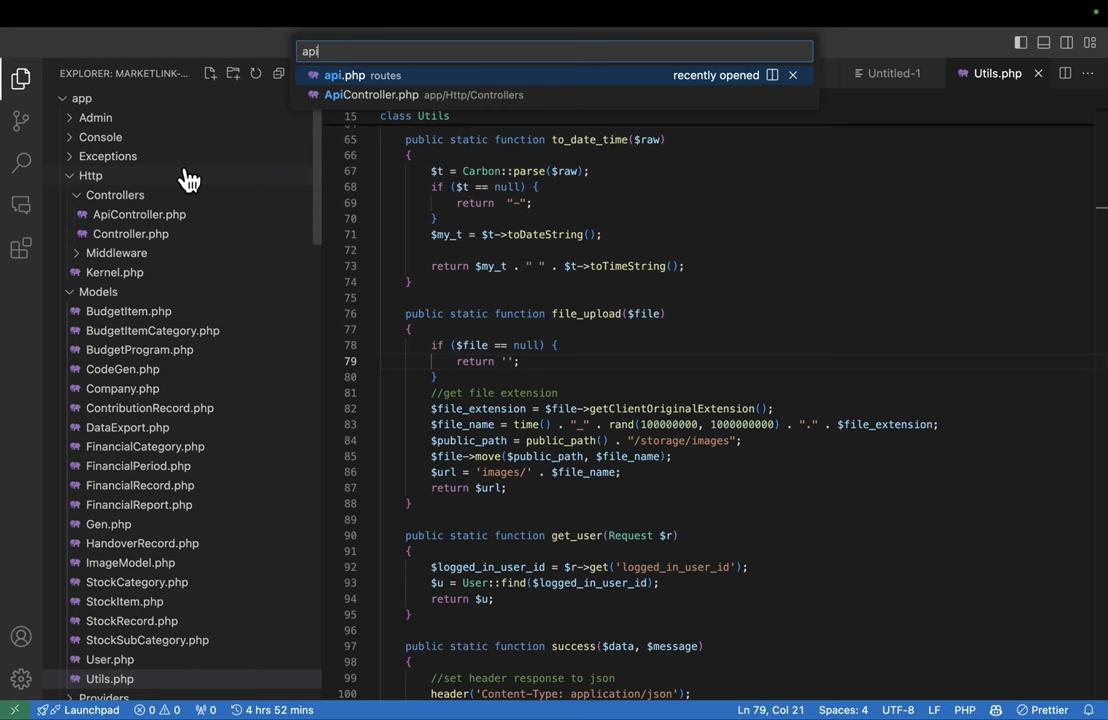 api
api.php routes recently opened
ApiController.php app/Http/Controllers
EXPLORER: MARKETLINK-...
Untitled-1
Utils.php
app
Admin
Console
Exceptions
Http
Controllers
ApiController.php
Controller.php
Middleware
Kernel.php
Models
BudgetItem.php
BudgetItemCategory.php
BudgetProgram.php
CodeGen.php
Company.php
ContributionRecord.php
DataExport.php
FinancialCategory.php
FinancialPeriod.php
FinancialRecord.php
FinancialReport.php
Gen.php
HandoverRecord.php
ImageModel.php
StockCategory.php
StockItem.php
StockRecord.php
StockSubCategory.php
User.php
Utils.php
Providers
15 class Utils
65 public static function to_date_time($raw)
66 {
67 $t = Carbon::parse($raw);
68 if ($t == null) {
69 return "-";
70 }
71 $my_t = $t->toDateString();
72
73 return $my_t . " " . $t->toTimeString();
74 }
75
76 public static function file_upload($file)
77 {
78 if ($file == null) {
79 return '';
80 }
81 //get file extension
82 $file_extension = $file->getClientOriginalExtension();
83 $file_name = time() . "_" . rand(100000000, 1000000000) . "." . $file_extension;
84 $public_path = public_path() . "/storage/images";
85 $file->move($public_path, $file_name);
86 $url = 'images/' . $file_name;
87 return $url;
88 }
89
90 public static function get_user(Request $r)
91 {
92 $logged_in_user_id = $r->get('logged_in_user_id');
93 $u = User::find($logged_in_user_id);
94 return $u;
95 }
96
97 public static function success($data, $message)
98 {
99 //set header response to json
100 header('Content-Type: application/json');
Launchpad 0 0 0 4 hrs 52 mins Ln 79, Col 21 Spaces: 4 UTF-8 LF PHP Prettier